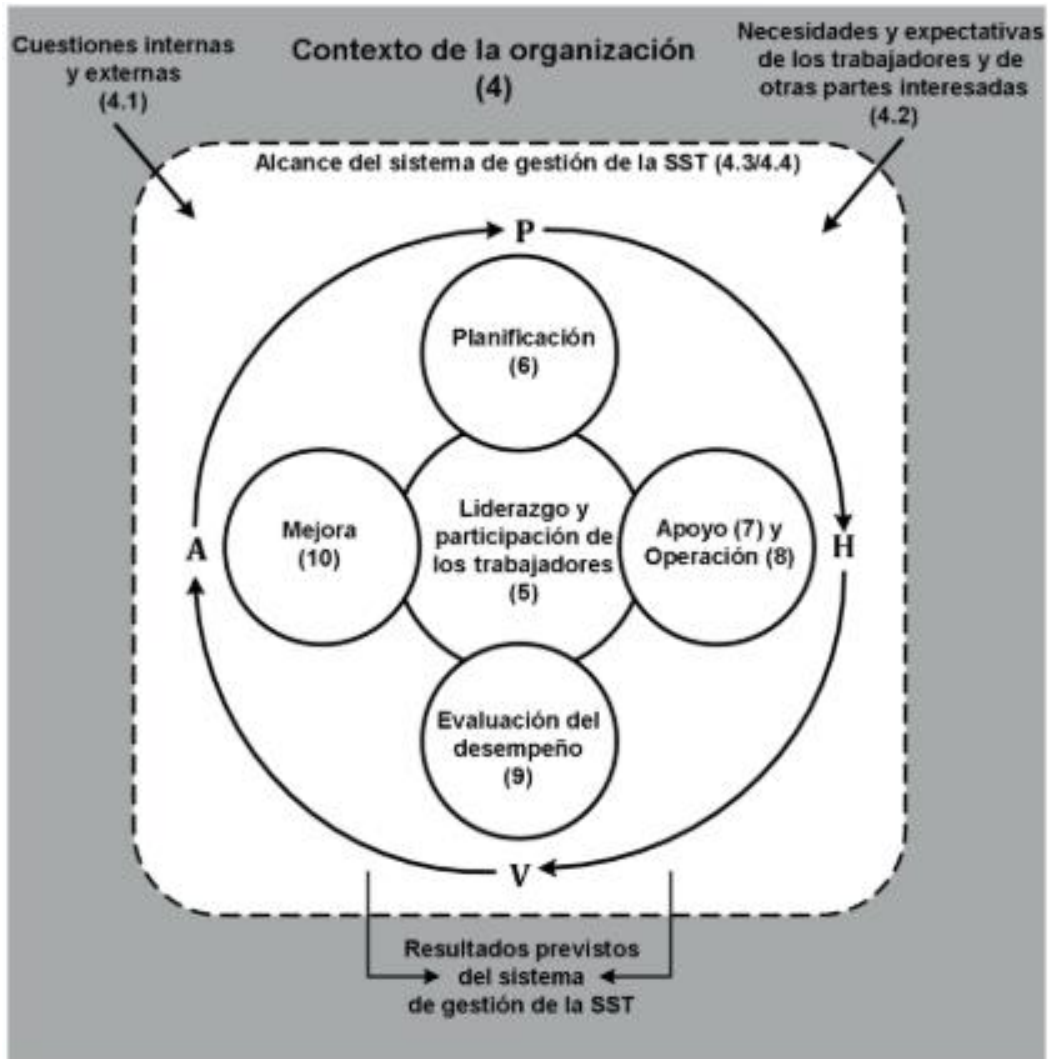 Cuestiones internas
y externas
(4.1)
Contexto de la organización
(4)
Necesidades y expectativas
de los trabajadores y de
otras partes interesadas
(4.2)
Alcance del sistema de gestión de la SST (4.3/4.4)
P
Planificación
(6)
A
Mejora
(10)
Liderazgo y
participación de
los trabajadores
(5)
Apoyo (7) y
Operación (8)
H
Evaluación del
desempeño
(9)
V
Resultados previstos
del sistema
de gestión de la SST